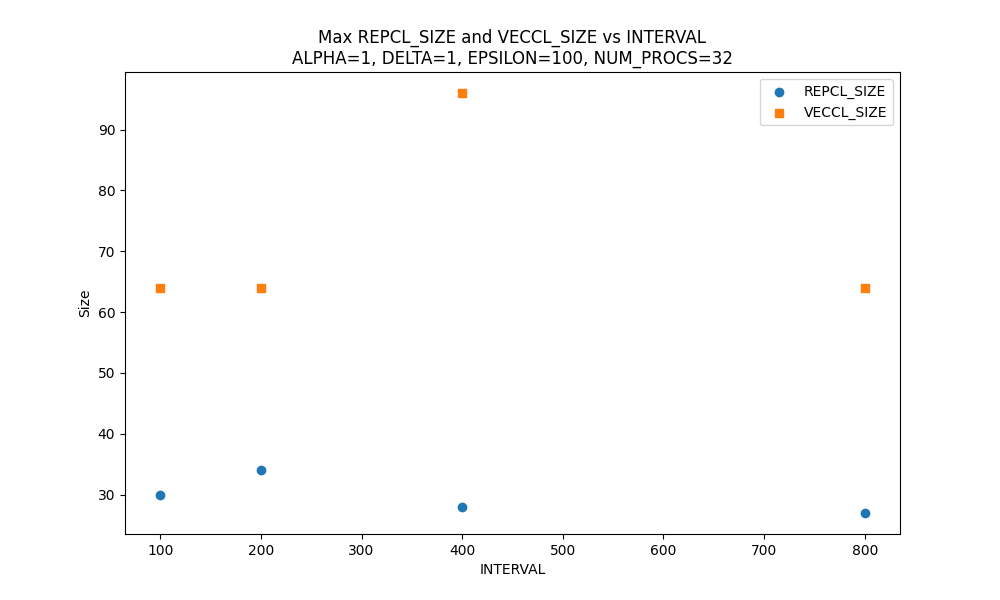 Max REPCL_SIZE and VECCL_SIZE vs INTERVAL
ALPHA=1, DELTA=1, EPSILON=100, NUM_PROCS=32
REPCL_SIZE
VECCL_SIZE
90
80
70
60
50
40
30
Size
100 200 300 400 500 600 700 800
INTERVAL